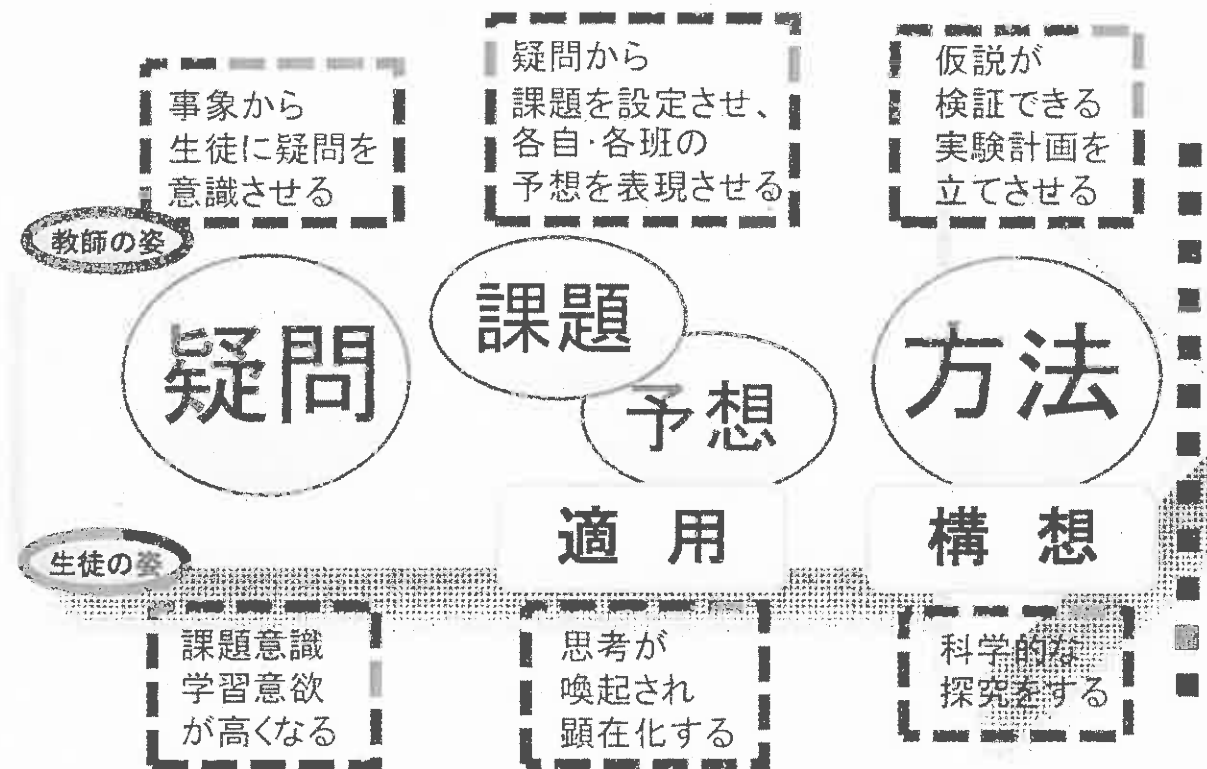 事象から
生徒に疑問を
意識させる
疑問から
課題を設定させ、
各自・各班の
予想を表現させる
仮説が
検証できる
実験計画を
立てさせる
教師の姿
疑問
課題
予想
方法
適用
構想
生徒の姿
課題意識
学習意欲
が高くなる
思考が
喚起され
顕在化する
科学的な
探究をする